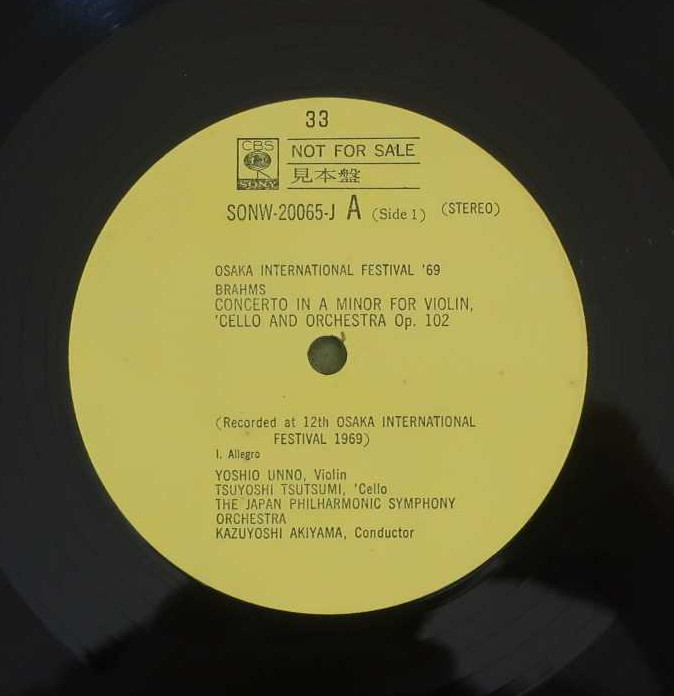 33
CBS
SONY
NOT FOR SALE
見本盤
SONW-20065-J A (Side 1) (STEREO)
OSAKA INTERNATIONAL FESTIVAL '69
BRAHMS
CONCERTO IN A MINOR FOR VIOLIN,
'CELLO AND ORCHESTRA Op. 102
(Recorded at 12th OSAKA INTERNATIONAL
FESTIVAL 1969)
I. Allegro
YOSHIO UNNO, Violin
TSUYOSHI TSUTSUMI, 'Cello
THE JAPAN PHILHARMONIC SYMPHONY
ORCHESTRA
KAZUYOSHI AKIYAMA, Conductor